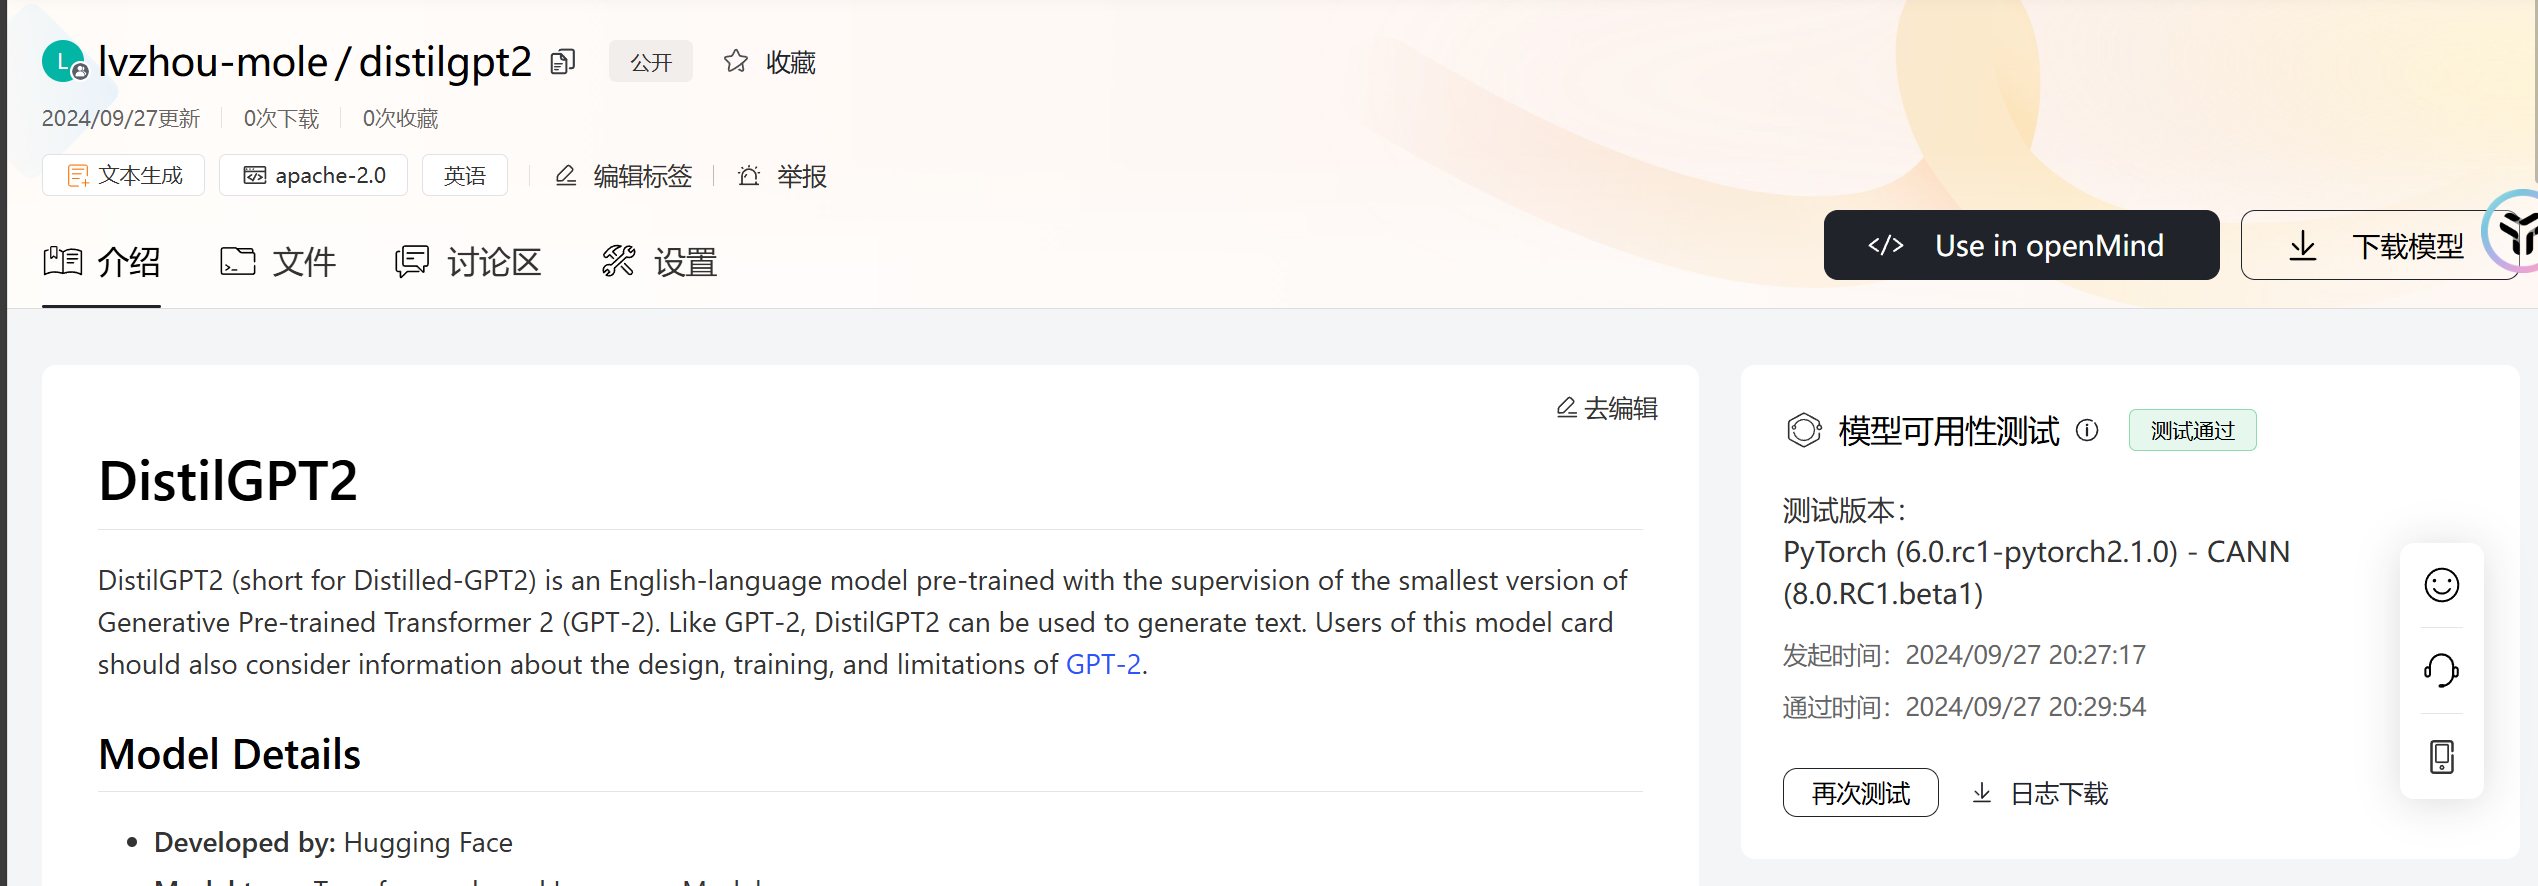 L lvzhou-mole / distilgpt2 公开 收藏
2024/09/27更新 0次下载 0次收藏
文本生成 apache-2.0 英语 编辑标签 举报
介绍 文件 讨论区 设置
</> Use in openMind 下载模型
去编辑
DistilGPT2
DistilGPT2 (short for Distilled-GPT2) is an English-language model pre-trained with the supervision of the smallest version of
Generative Pre-trained Transformer 2 (GPT-2). Like GPT-2, DistilGPT2 can be used to generate text. Users of this model card
should also consider information about the design, training, and limitations of GPT-2.
Model Details
• Developed by: Hugging Face
模型可用性测试 测试通过
测试版本：
PyTorch (6.0.rc1-pytorch2.1.0) - CANN
(8.0.RC1.beta1)
发起时间：2024/09/27 20:27:17
通过时间：2024/09/27 20:29:54
再次测试 日志下载